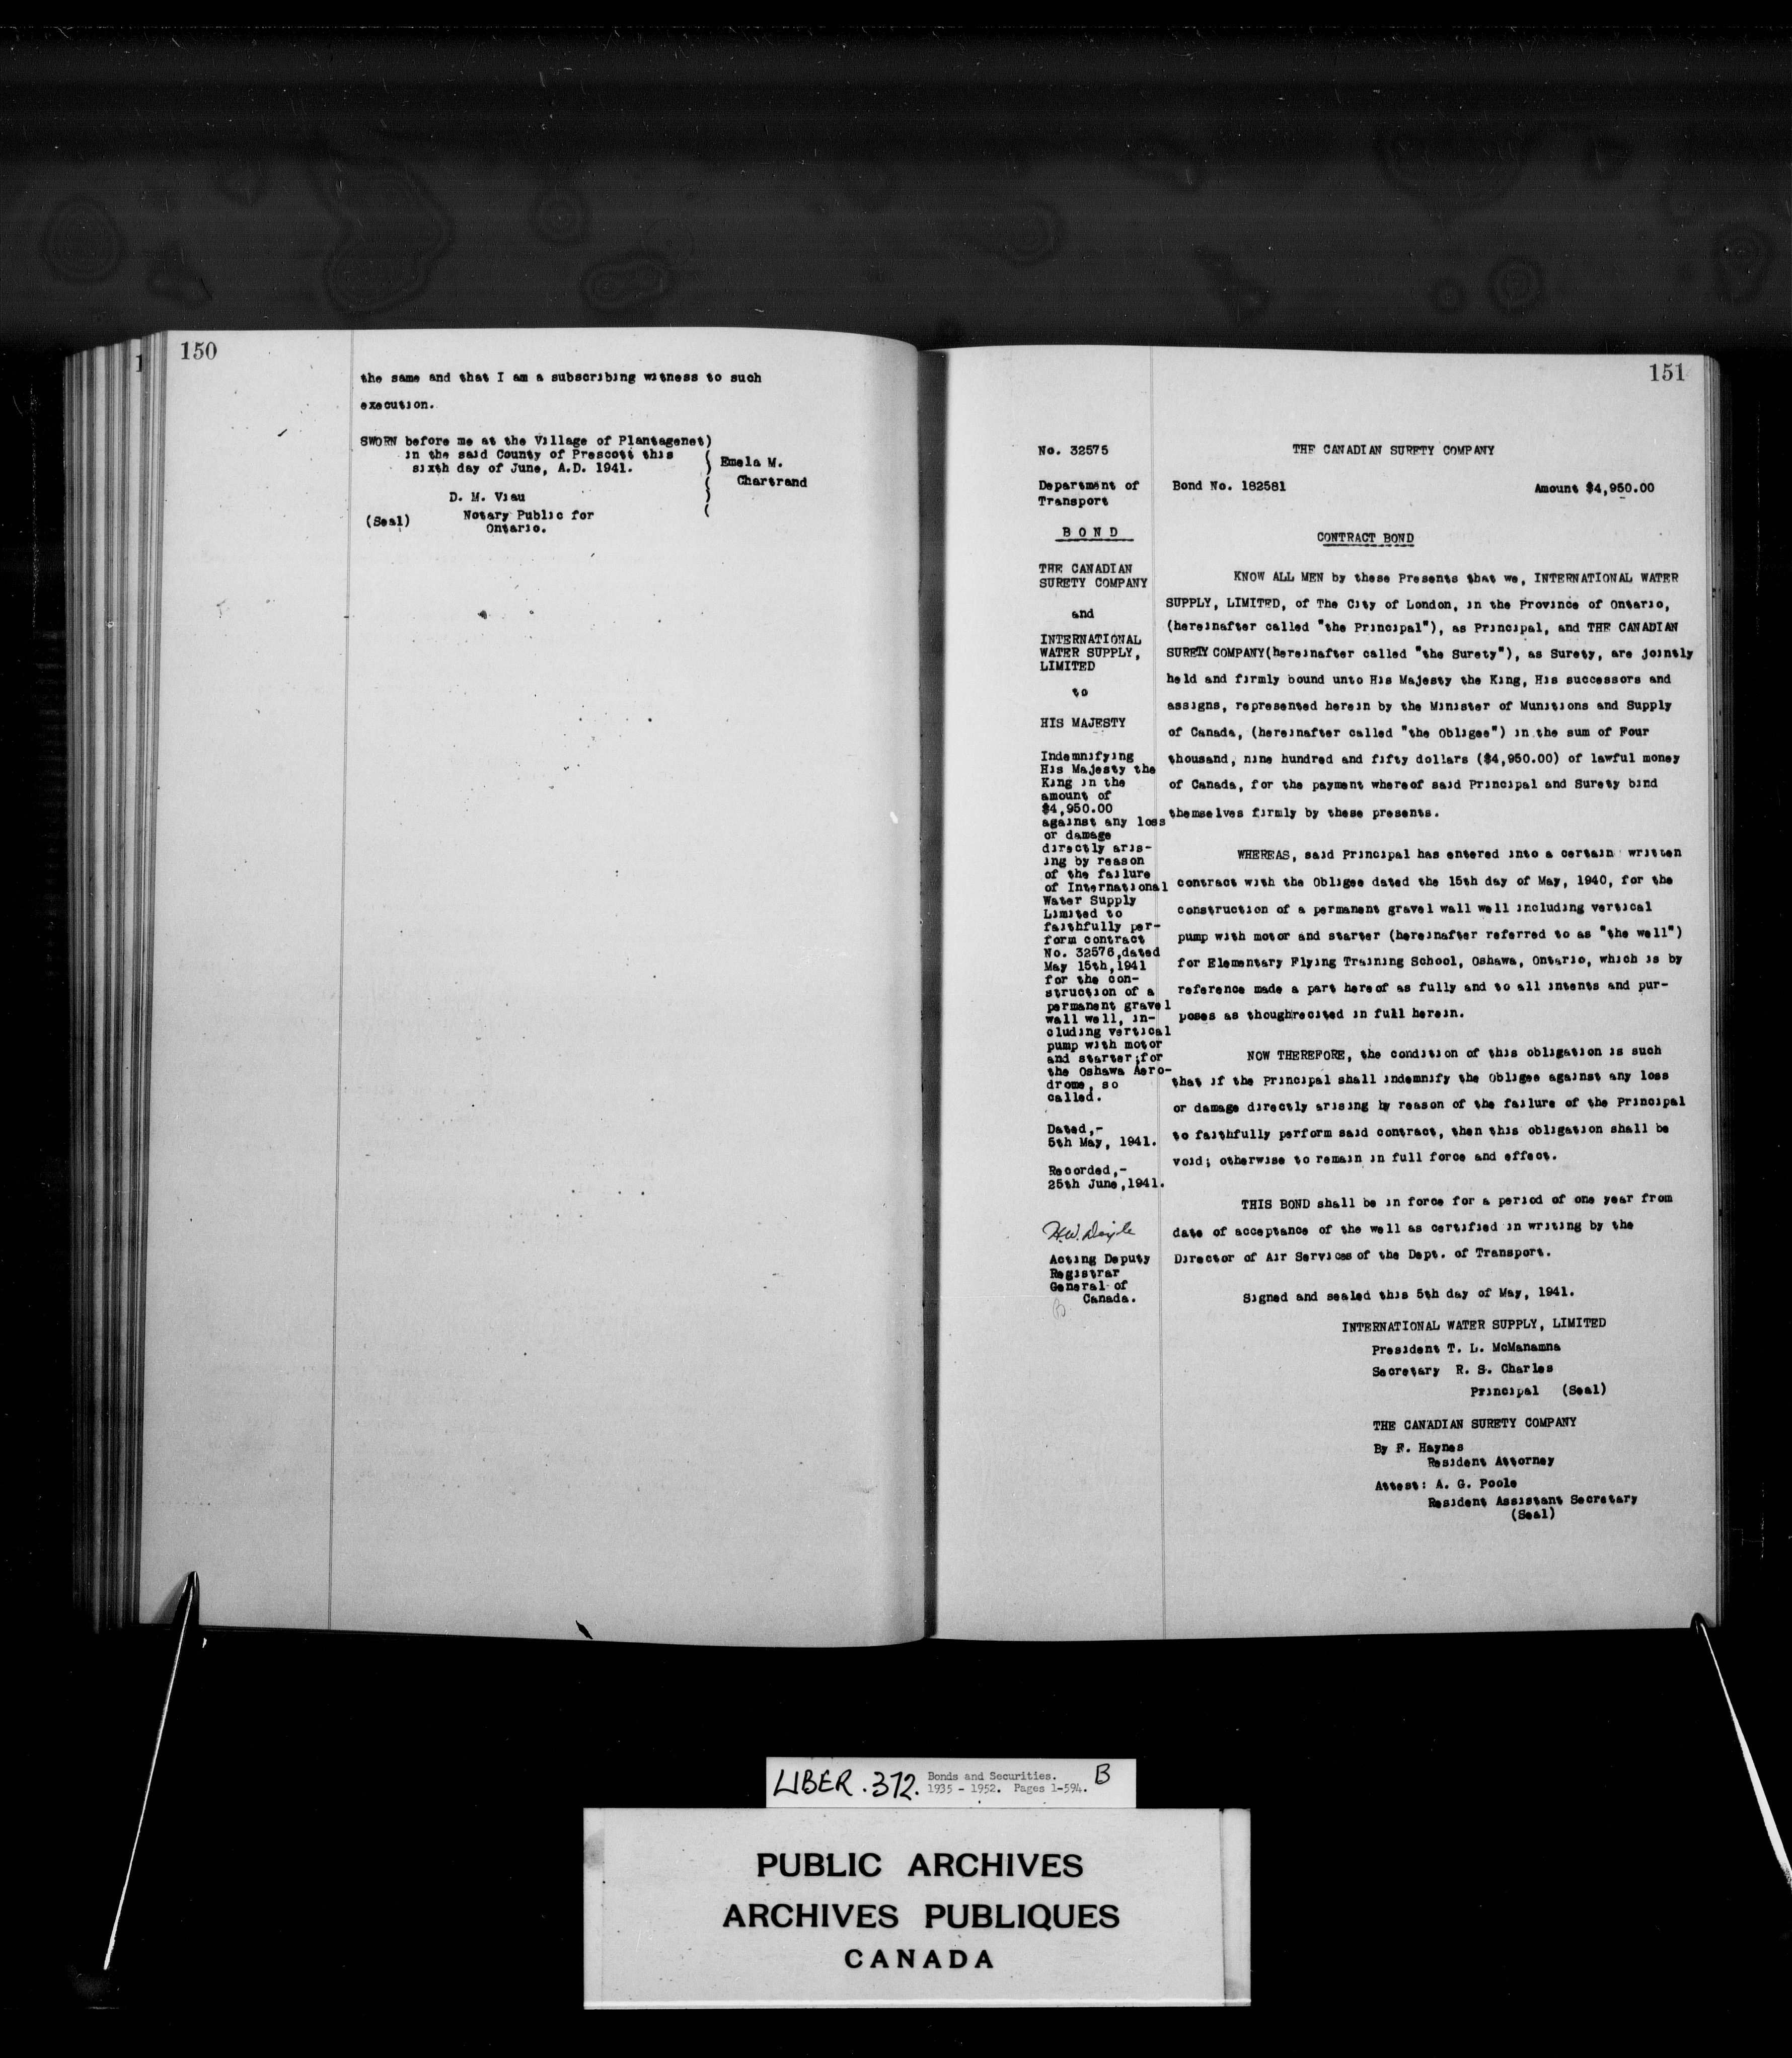 150
the same and that I am a subscribing witness to such
execution.
SWORN before me at the Village of Plantagenet)
in the said County of Prescott this
sixth day of June, A.D. 1941.
Emela M.
Chartrand
D. M. Viau
(Seal) Notary Public for
Ontario.
151
No. 32575
Department of
Transport
B O N D
THE CANADIAN
SURETY COMPANY
and
INTERNATIONAL
WATER SUPPLY,
LIMITED
to
HIS MAJESTY
Indemnifying
His Majesty the
King in the
amount of
$4,950.00
against any loss
or damage
directly aris-
ing by reason
of the failure
of International
Water Supply
Limited to
faithfully per-
form contract
No. 32576,dated
May 15th,1941
for the con-
struction of a
permanent gravel
wall well, in-
cluding vertical
pump with motor
and starter;for
the Oshawa Aero-
drome, so
called.
Dated,-
5th May, 1941.
Recorded,-
25th June,1941.
H.W. Doyle
Acting Deputy
Registrar
General of
Canada.
THE CANADIAN SURETY COMPANY
Bond No. 182581 Amount $4,950.00
CONTRACT BOND
KNOW ALL MEN by these Presents that we, INTERNATIONAL WATER
SUPPLY, LIMITED, of The City of London, in the Province of Ontario,
(hereinafter called "the Principal"), as Principal, and THE CANADIAN
SURETY COMPANY(hereinafter called "the Surety"), as Surety, are jointly
held and firmly bound unto His Majesty the King, His successors and
assigns, represented herein by the Minister of Munitions and Supply
of Canada, (hereinafter called "the Obligee") in the sum of Four
thousand, nine hundred and fifty dollars ($4,950.00) of lawful money
of Canada, for the payment whereof said Principal and Surety bind
themselves firmly by these presents.
WHEREAS, said Principal has entered into a certain written
contract with the Obligee dated the 15th day of May, 1940, for the
construction of a permanent gravel wall well including vertical
pump with motor and starter (hereinafter referred to as "the well")
for Elementary Flying Training School, Oshawa, Ontario, which is by
reference made a part hereof as fully and to all intents and pur-
poses as though recited in full herein.
NOW THEREFORE, the condition of this obligation is such
that if the Principal shall indemnify the Obligee against any loss
or damage directly arising by reason of the failure of the Principal
to faithfully perform said contract, then this obligation shall be
void; otherwise to remain in full force and effect.
THIS BOND shall be in force for a period of one year from
date of acceptance of the well as certified in writing by the
Director of Air Services of the Dept. of Transport.
Signed and sealed this 5th day of May, 1941.
INTERNATIONAL WATER SUPPLY, LIMITED
President T. L. McManamna
Secretary R. S. Charles
Principal (Seal)
THE CANADIAN SURETY COMPANY
By F. Haynes
Resident Attorney
Attest: A. G. Poole
Resident Assistant Secretary
(Seal)
LIBER.372. Bonds and Securities. B
1935 - 1952. Pages 1-594.
PUBLIC ARCHIVES
ARCHIVES PUBLIQUES
CANADA